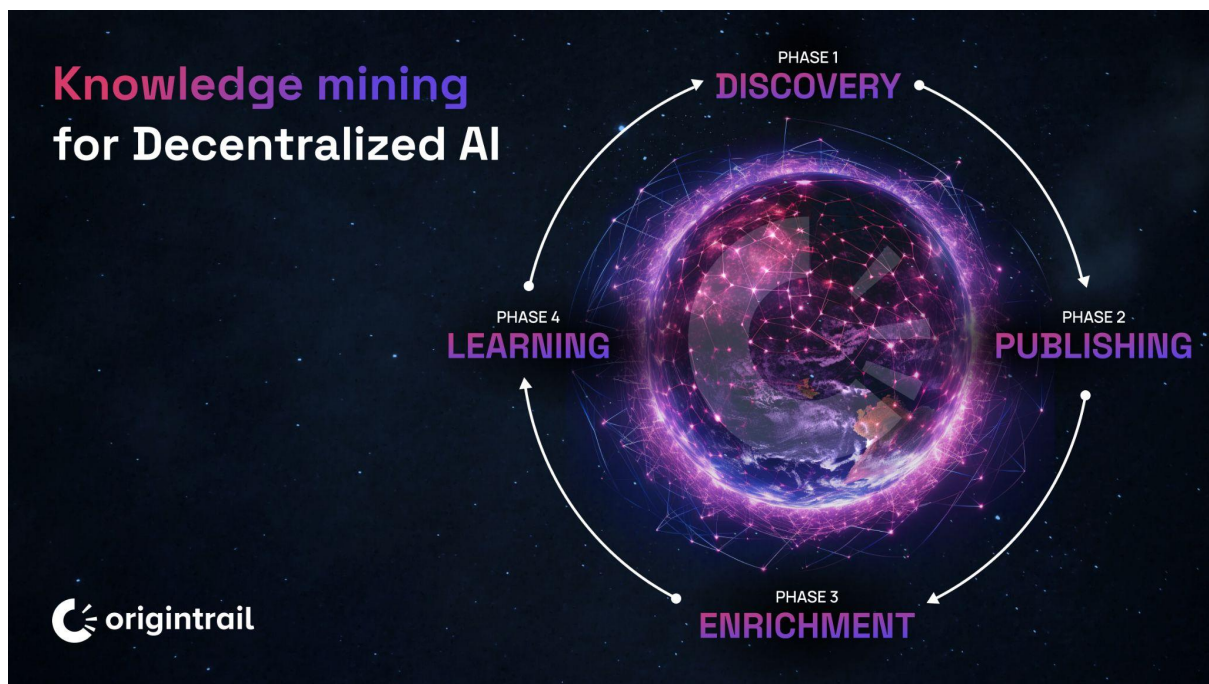 Knowledge mining
for Decentralized AI
PHASE 1
DISCOVERY
PHASE 2
PUBLISHING
PHASE 3
ENRICHMENT
PHASE 4
LEARNING
origintrail